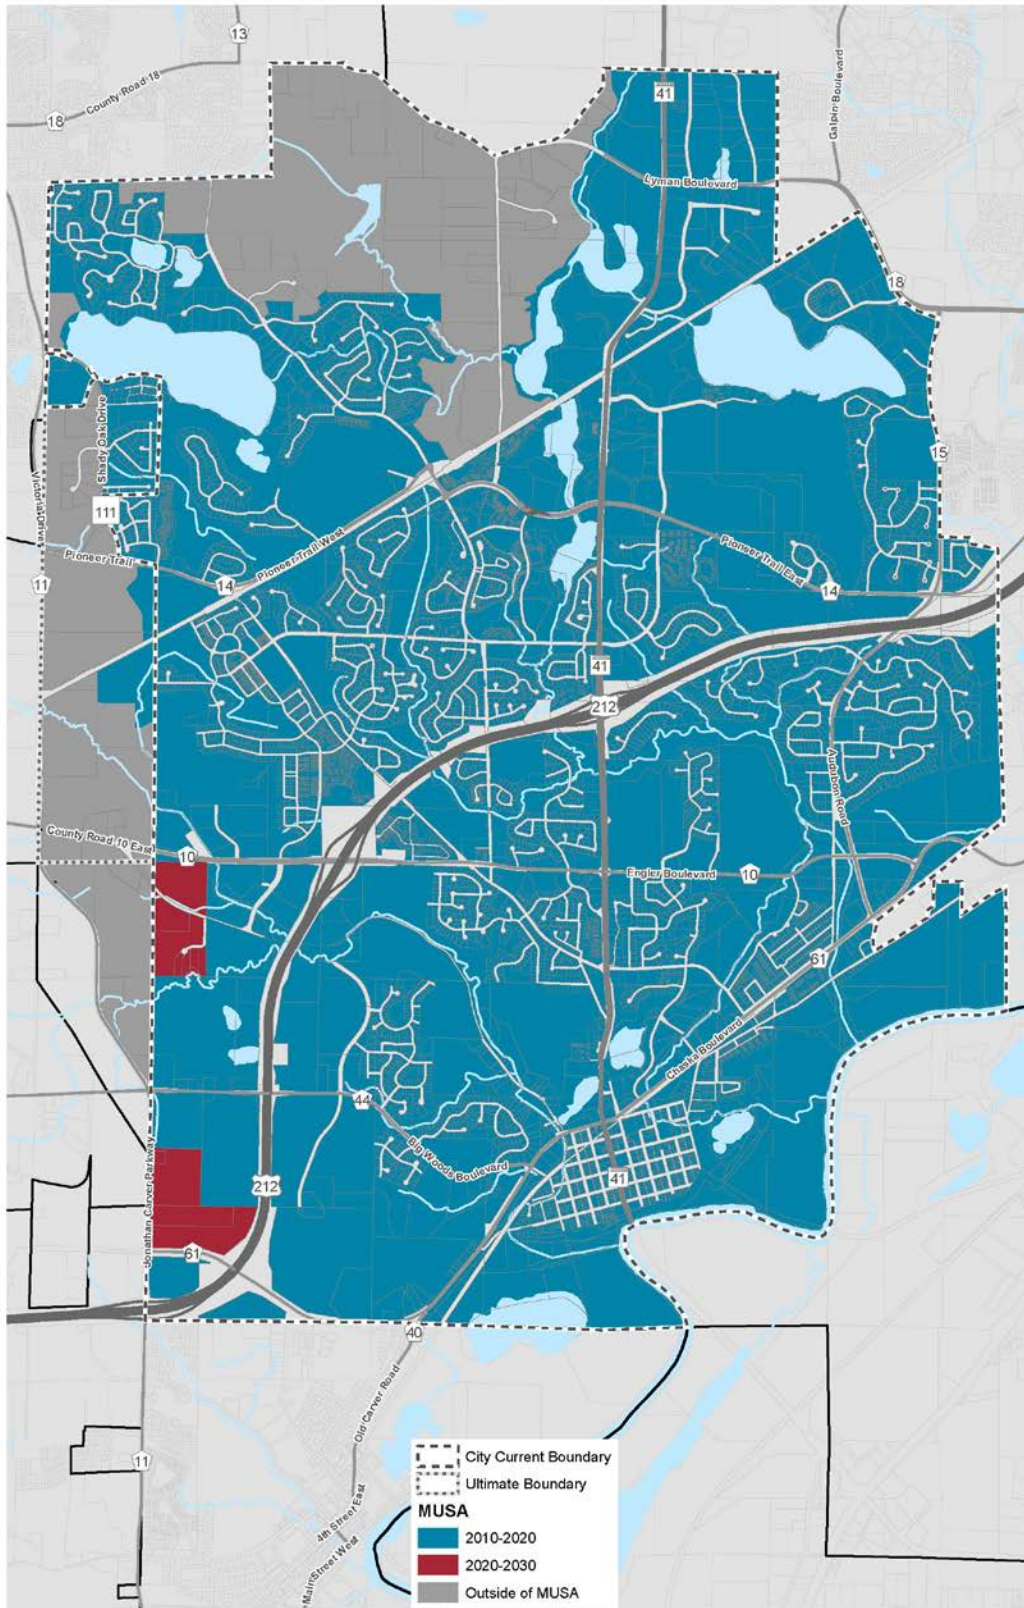 13
County Road 18
18
41
Galpin Boulevard
Lyman Boulevard
18
Shady Oak Drive
15
Victoria Drive
111
Pioneer Trail
Pioneer Trail West
Pioneer Trail East
11
14
14
41
212
Audubon Road
County Road 10 East
10
Engler Boulevard
10
61
Chaska Boulevard
44
Big Woods Boulevard
Jonathan Carver Parkway
212
41
61
40
Old Carver Road
11
4th Street East
Main Street West
City Current Boundary
Ultimate Boundary
MUSA
2010-2020
2020-2030
Outside of MUSA